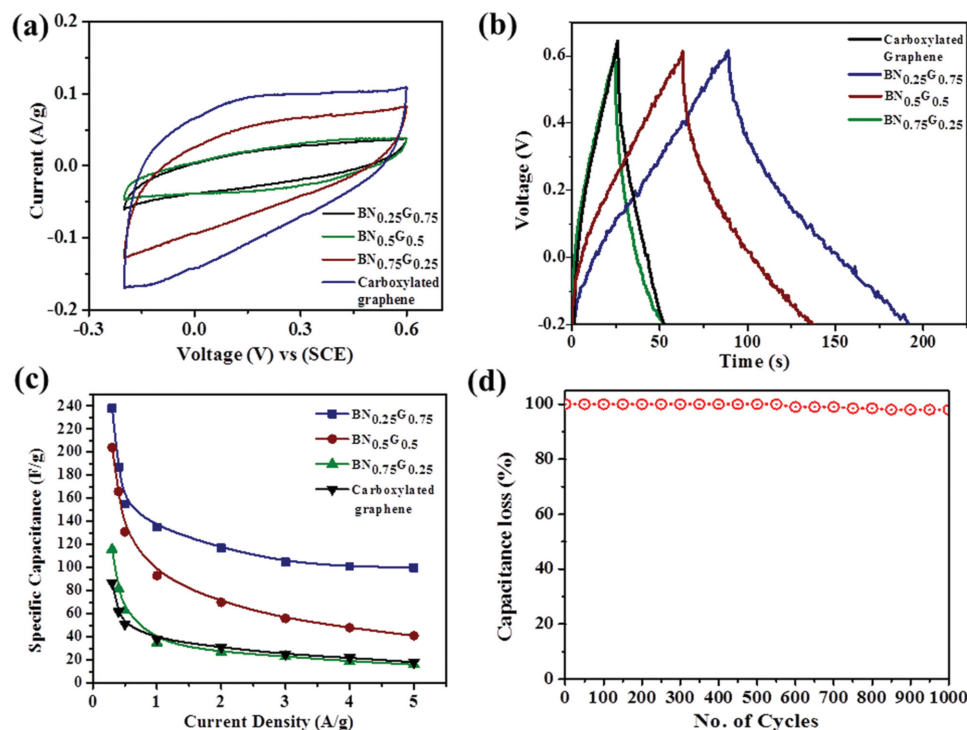 (a)
0.2
0.1
0.0
-0.1
0.2
-0.3
0.0
0.3
0.6
Current (A/g)
Voltage (V) vs (SCE)
BN0.25G0.75
BN0.5G0.5
BN0.75G0.25
Carboxylated
graphene
(b)
0.6
0.4
0.2
0.0
-0.2
0
50
100
150
200
Voltage (V)
Time (s)
Carboxylated
Graphene
BN0.25G0.75
BN0.5G0.5
BN0.75G0.25
(c)
240
220
200
180
160
140
120
100
80
60
40
20
0
0
1
2
3
4
5
Specific Capacitance (F/g)
Current Density (A/g)
BN0.25G0.75
BN0.5G0.5
BN0.75G0.25
Carboxylated
graphene
(d)
100
80
60
40
20
0
0 100 200 300 400 500 600 700 800 900 1000
Capacitance loss (%)
No. of Cycles